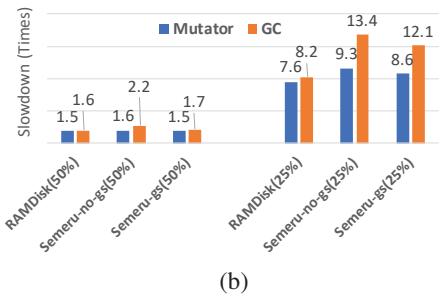 Slowdown (Times)
Mutator GC
1.5 1.6 1.6 2.2 1.5 1.7 7.6 8.2 9.3 13.4 8.6 12.1
RAMDisk(50%) Semeru-no-gs(50%) Semeru-gs(50%) RAMDisk(25%) Semeru-no-gs(25%) Semeru-gs(25%)
(b)